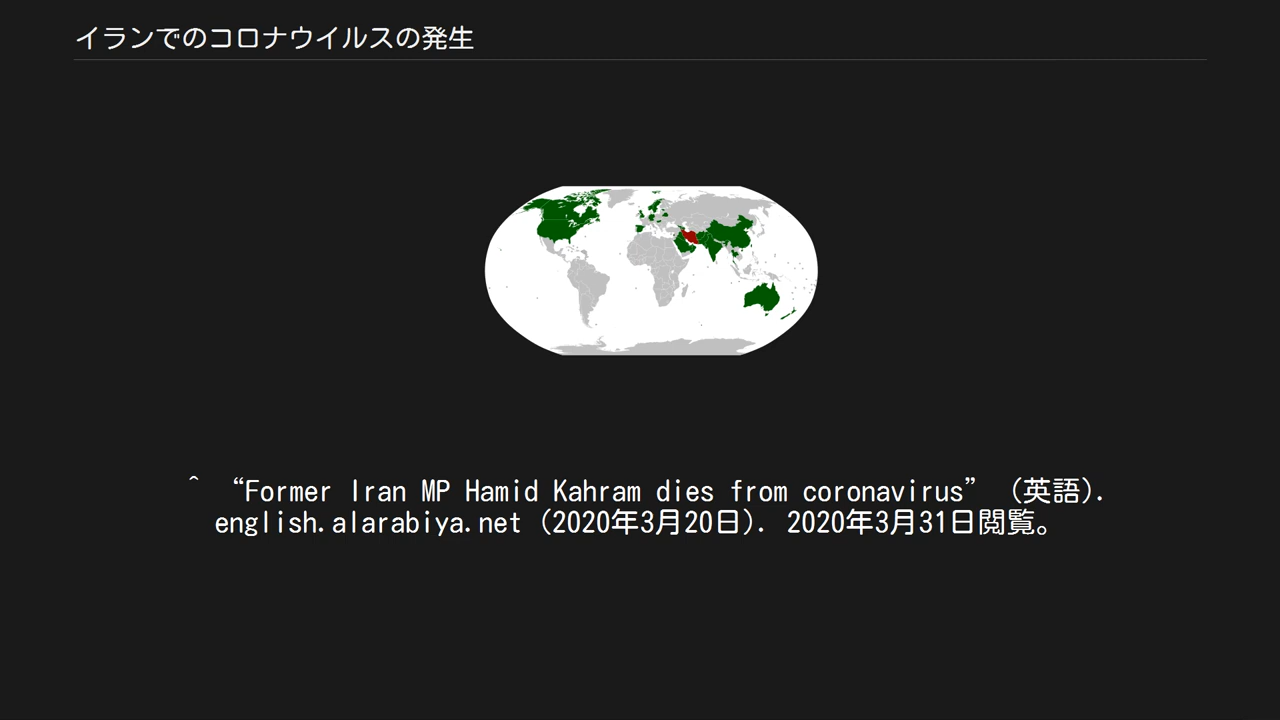 イランでのコロナウイルスの発生
^ “Former Iran MP Hamid Kahram dies from coronavirus” (英語).
english.alarabiya.net (2020年3月20日). 2020年3月31日閲覧。